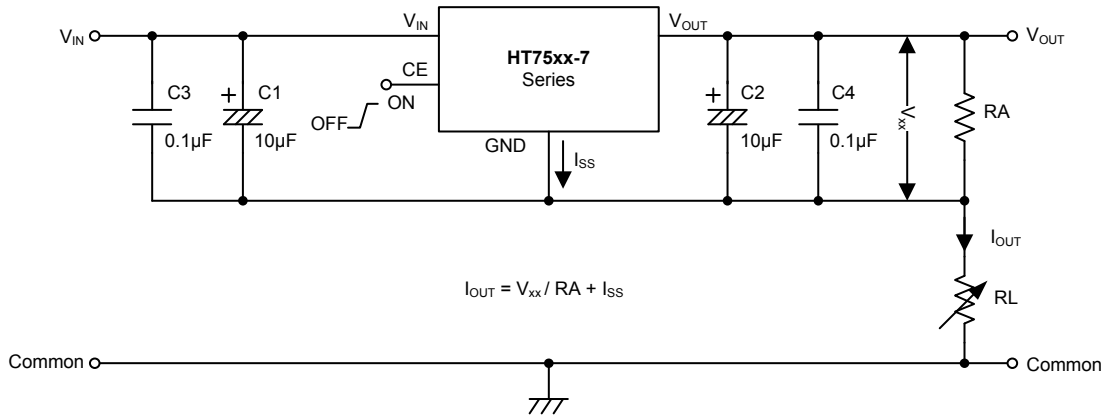 V_IN
V_IN
HT75xx-7
Series
V_OUT
V_OUT
CE
ON
OFF
GND
I_SS
C3
0.1µF
+
C1
10µF
+
C2
10µF
C4
0.1µF
V_xx
RA
I_OUT
I_OUT = V_xx / RA + I_SS
RL
Common
Common